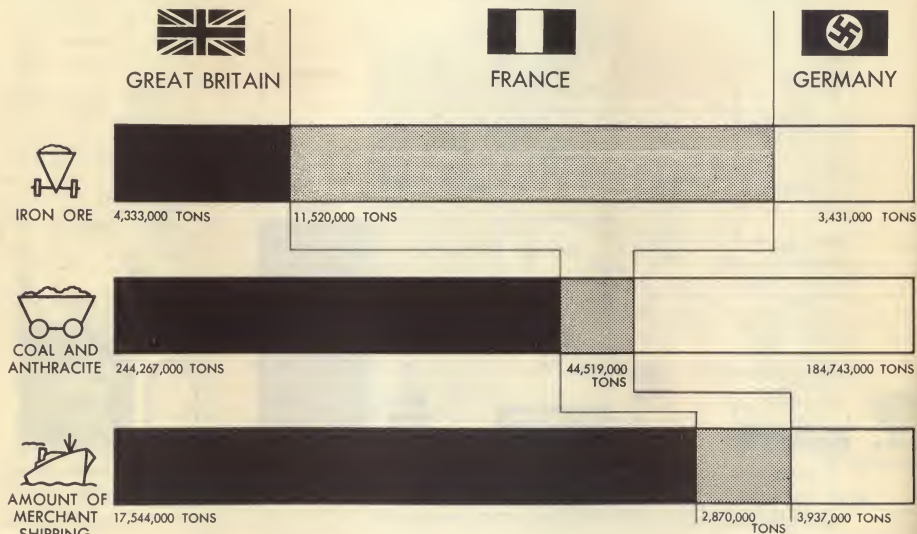 GREAT BRITAIN
FRANCE
GERMANY
IRON ORE
4,333,000 TONS
11,520,000 TONS
3,431,000 TONS
COAL AND
ANTHRACITE
244,267,000 TONS
44,519,000
TONS
184,743,000 TONS
AMOUNT OF
MERCHANT
SHIPPING
17,544,000 TONS
2,870,000
TONS
3,937,000 TONS